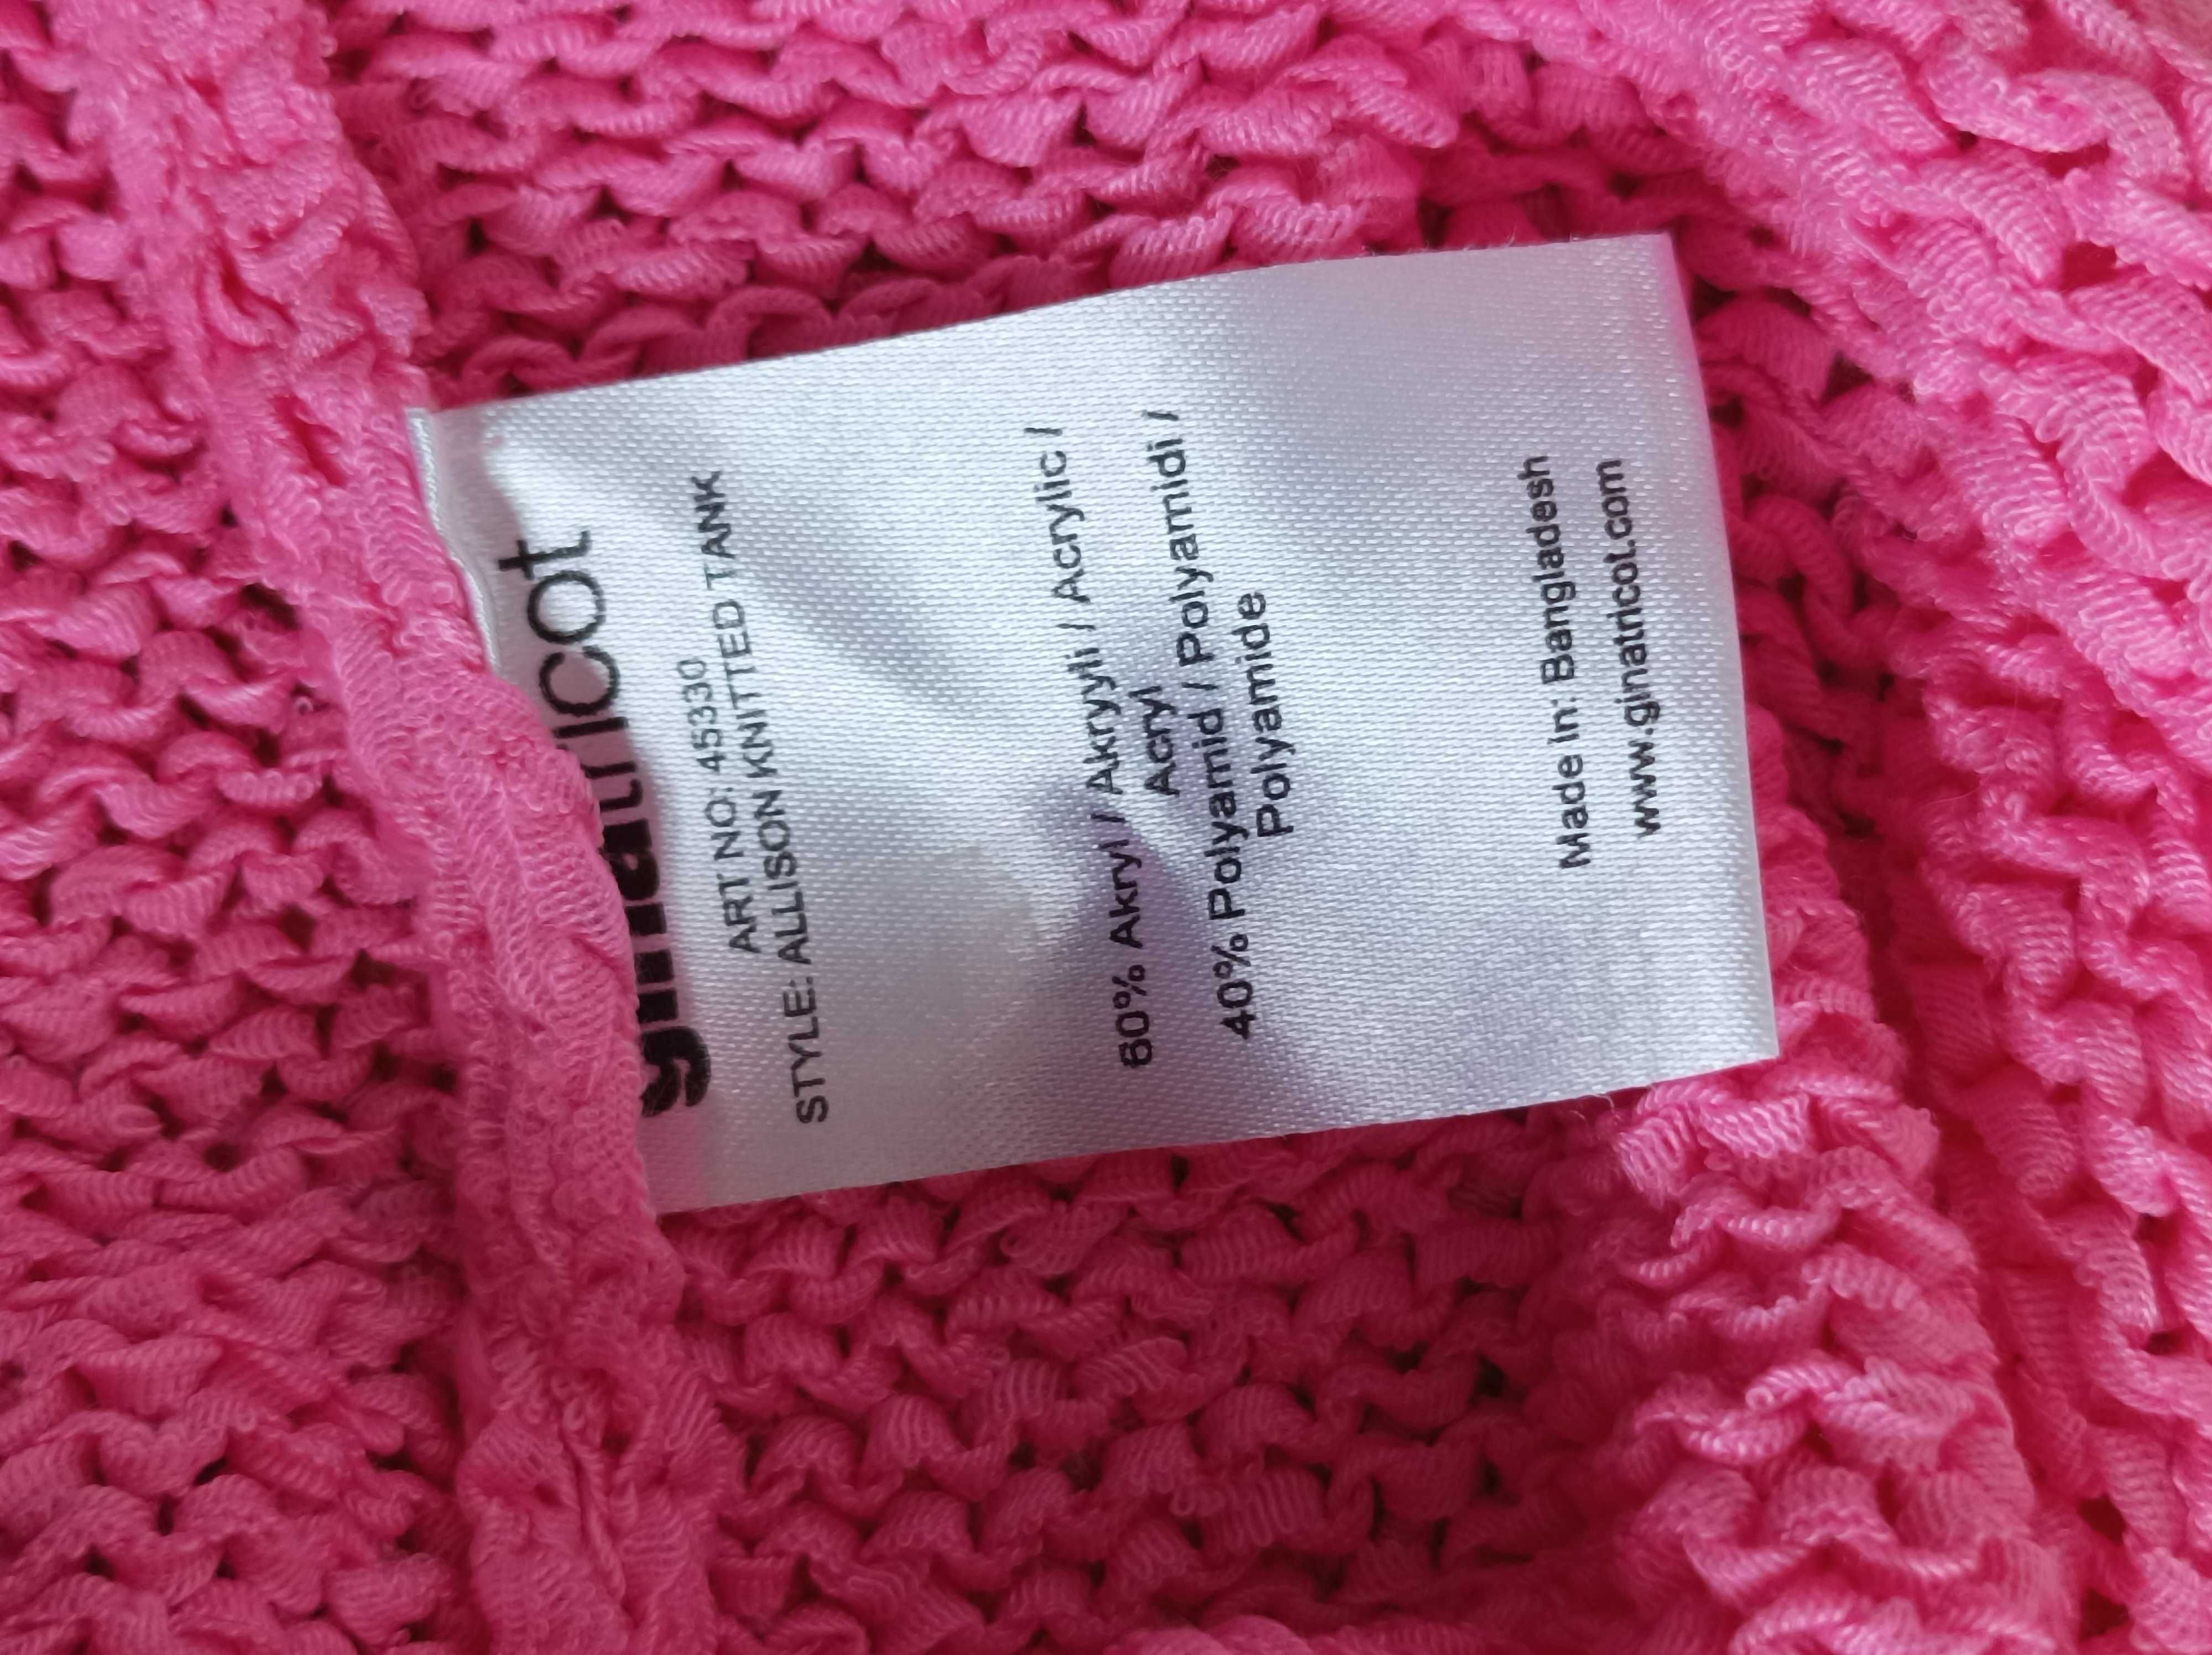 ginatricot
ART NO: 45330
STYLE: ALLISON KNITTED TANK
60% Akryl / Akryyli / Acrylic /
Acryl
40% Polyamid / Polyamidi /
Polyamide
Made In: Bangladesh
www.ginatricot.com